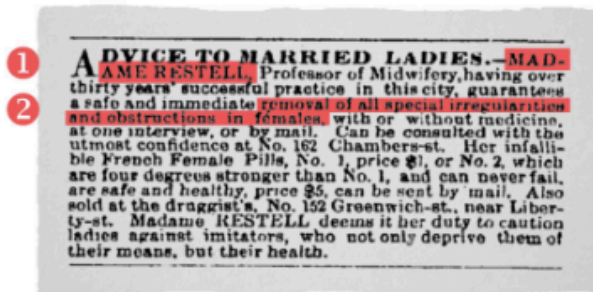 1
2
ADVICE TO MARRIED LADIES.—MAD-
AME RESTELL, Professor of Midwifery, having over
thirty years' successful practice in this city, guarantees
a safe and immediate removal of all special irregularities
and obstructions in females, with or without medicine,
at one interview, or by mail. Can be consulted with the
utmost confidence at No. 162 Chambers-st. Her infalli-
ble French Female Pills, No. 1, price $1, or No. 2, which
are four degrees stronger than No. 1, and can never fail,
are safe and healthy, price $5, can be sent by mail. Also
sold at the druggist's, No. 152 Greenwich-st., near Liber-
ty-st. Madame RESTELL deems it her duty to caution
ladies against imitators, who not only deprive them of
their means, but their health.